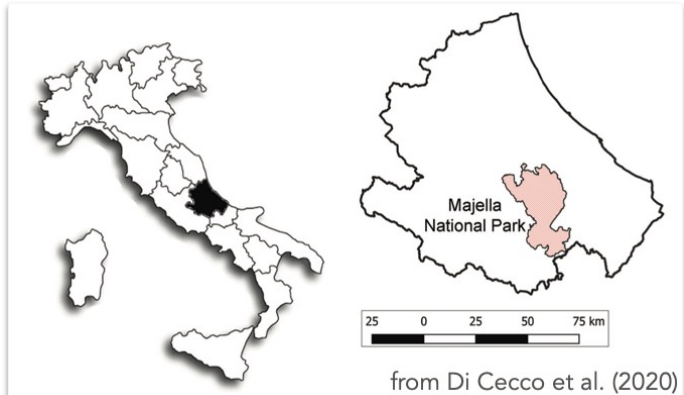 Majella
National Park
25 0 25 50 75 km
from Di Cecco et al. (2020)